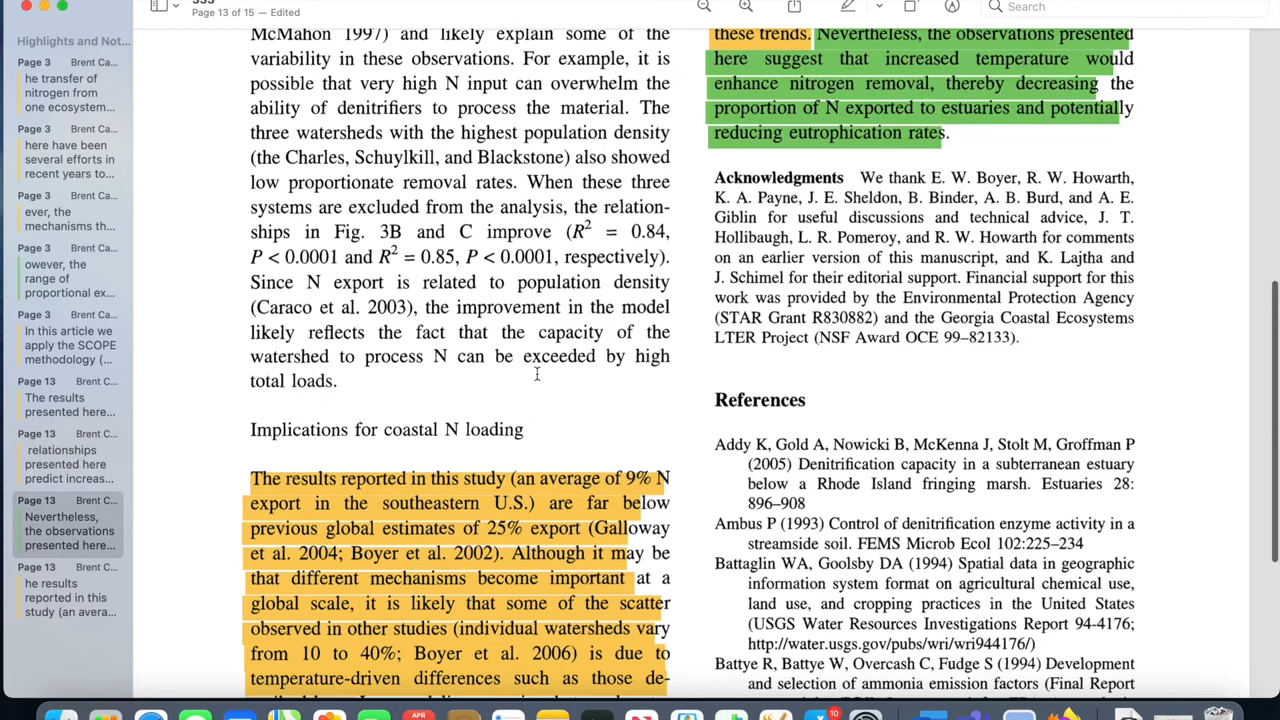 Page 13 of 15 — Edited
Search
Highlights and Not...
Page 3 Brent Ca...
he transfer of
nitrogen from
one ecosystem...
Page 3 Brent Ca...
here have been
several efforts in
recent years to...
Page 3 Brent Ca...
ever, the
mechanisms th...
Page 3 Brent Ca...
owever, the
range of
proportional ex...
Page 3 Brent Ca...
In this article we
apply the SCOPE
methodology (...
Page 13 Brent C...
The results
presented here...
Page 13 Brent C...
relationships
presented here
predict increas...
Page 13 Brent C...
Nevertheless,
the observations
presented here...
Page 13 Brent C...
he results
reported in this
study (an avera...
McMahon 1997) and likely explain some of the
variability in these observations. For example, it is
possible that very high N input can overwhelm the
ability of denitrifiers to process the material. The
three watersheds with the highest population density
(the Charles, Schuylkill, and Blackstone) also showed
low proportionate removal rates. When these three
systems are excluded from the analysis, the relation-
ships in Fig. 3B and C improve (R² = 0.84,
P < 0.0001 and R² = 0.85, P < 0.0001, respectively).
Since N export is related to population density
(Caraco et al. 2003), the improvement in the model
likely reflects the fact that the capacity of the
watershed to process N can be exceeded by high
total loads.
Implications for coastal N loading
The results reported in this study (an average of 9% N
export in the southeastern U.S.) are far below
previous global estimates of 25% export (Galloway
et al. 2004; Boyer et al. 2002). Although it may be
that different mechanisms become important at a
global scale, it is likely that some of the scatter
observed in other studies (individual watersheds vary
from 10 to 40%; Boyer et al. 2006) is due to
temperature-driven differences such as those de-
these trends. Nevertheless, the observations presented
here suggest that increased temperature would
enhance nitrogen removal, thereby decreasing the
proportion of N exported to estuaries and potentially
reducing eutrophication rates.
Acknowledgments We thank E. W. Boyer, R. W. Howarth,
K. A. Payne, J. E. Sheldon, B. Binder, A. B. Burd, and A. E.
Giblin for useful discussions and technical advice, J. T.
Hollibaugh, L. R. Pomeroy, and R. W. Howarth for comments
on an earlier version of this manuscript, and K. Lajtha and
J. Schimel for their editorial support. Financial support for this
work was provided by the Environmental Protection Agency
(STAR Grant R830882) and the Georgia Coastal Ecosystems
LTER Project (NSF Award OCE 99–82133).
References
Addy K, Gold A, Nowicki B, McKenna J, Stolt M, Groffman P
(2005) Denitrification capacity in a subterranean estuary
below a Rhode Island fringing marsh. Estuaries 28:
896–908
Ambus P (1993) Control of denitrification enzyme activity in a
streamside soil. FEMS Microb Ecol 102:225–234
Battaglin WA, Goolsby DA (1994) Spatial data in geographic
information system format on agricultural chemical use,
land use, and cropping practices in the United States
(USGS Water Resources Investigations Report 94-4176;
http://water.usgs.gov/pubs/wri/wri944176/)
Battye R, Battye W, Overcash C, Fudge S (1994) Development
and selection of ammonia emission factors (Final Report
APR
10